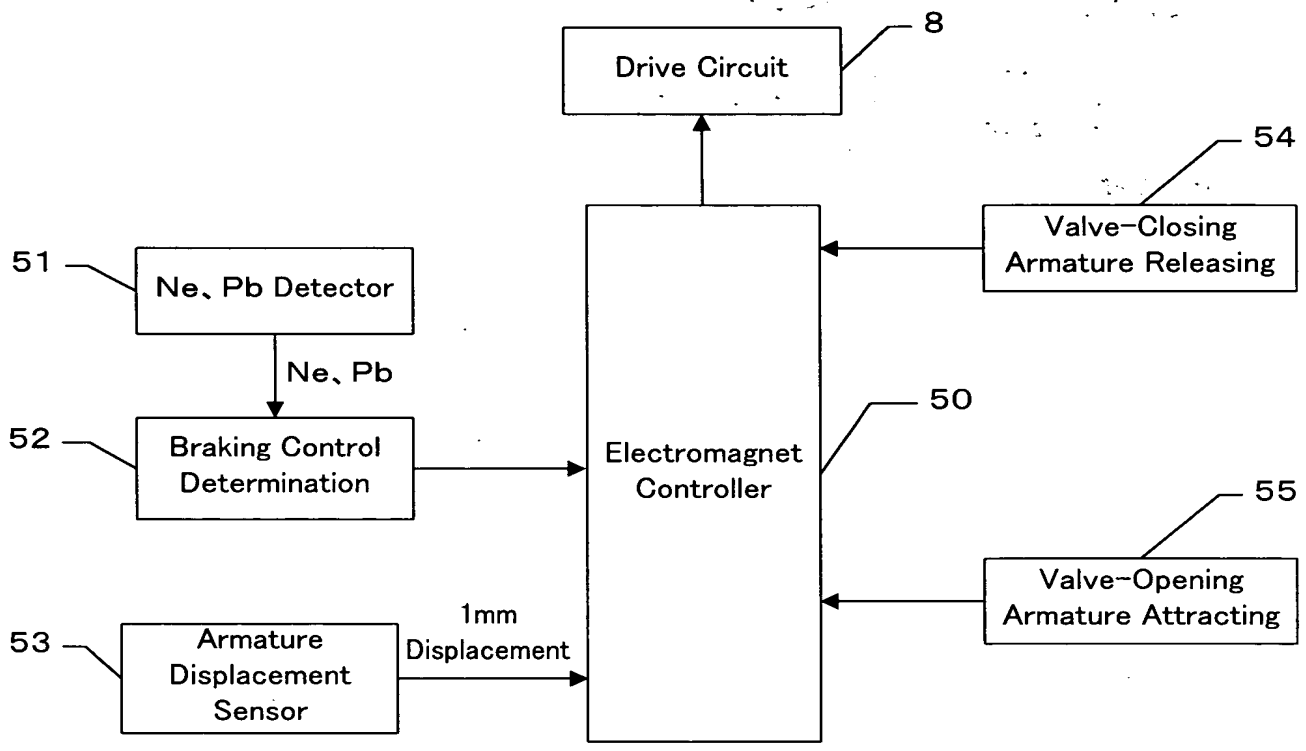 8
Drive Circuit
54
Valve-Closing
Armature Releasing
51
Ne、Pb Detector
Ne、Pb
52
Braking Control
Determination
50
Electromagnet
Controller
55
Valve-Opening
Armature Attracting
53
Armature
Displacement
Sensor
1mm
Displacement